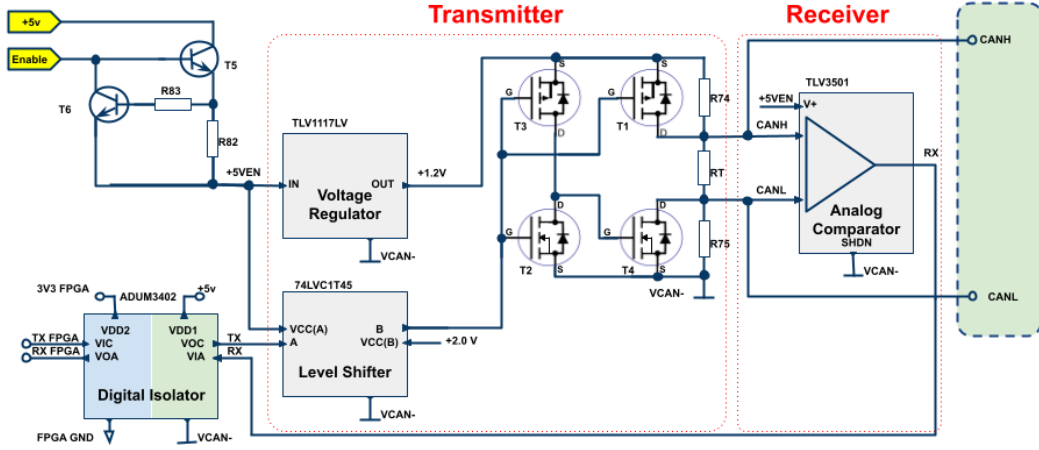 Transmitter
Receiver
+5v
Enable
T5
T6
R83
R82
+5VEN
TLV1117LV
IN
OUT
Voltage
Regulator
+1.2V
VCAN-
S
G
T3
D
S
G
T1
D
R74
RT
R75
D
G
T2
S
D
G
T4
S
VCAN-
CANH
CANL
TLV3501
+5VEN
V+
RX
Analog
Comparator
SHDN
VCAN-
CANH
CANL
74LVC1T45
VCC(A)
A
B
VCC(B)
+2.0 V
Level Shifter
VCAN-
3V3 FPGA
ADUM3402
+5v
VDD2
VDD1
TX FPGA
VIC
VOC
TX
RX FPGA
VOA
VIA
RX
Digital Isolator
FPGA GND
VCAN-